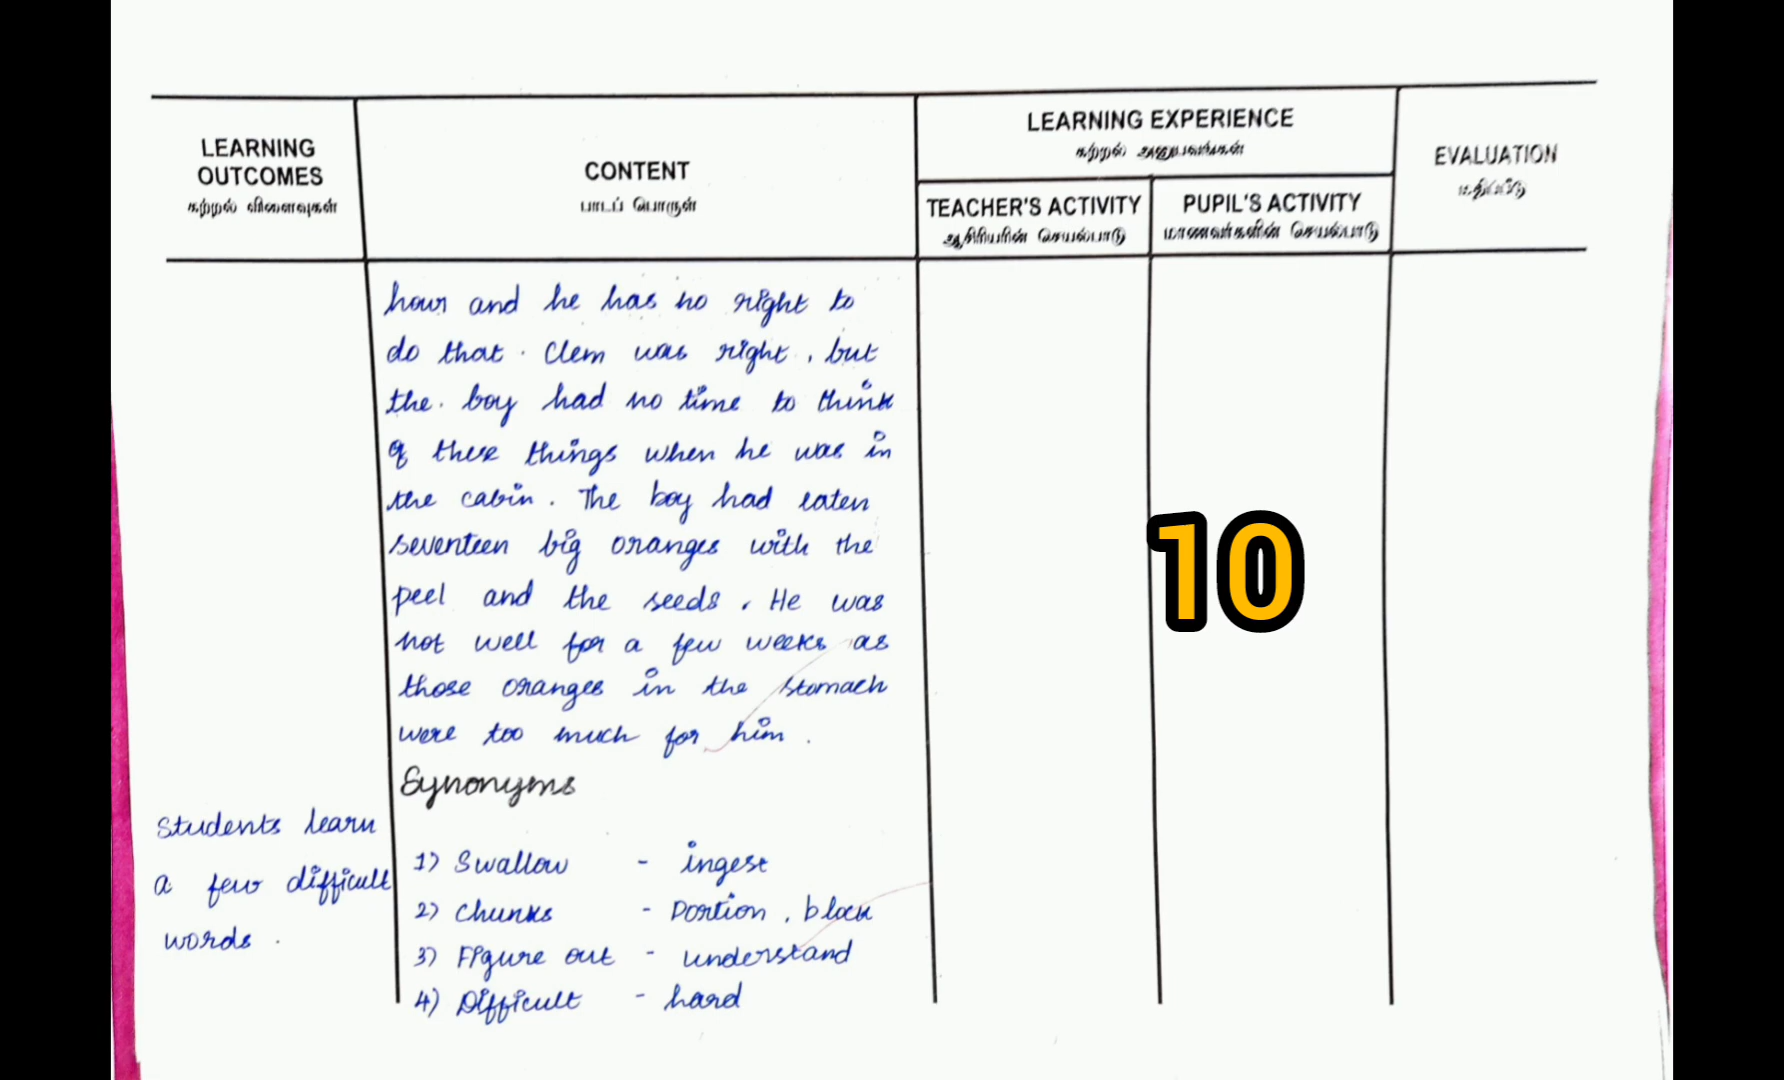 LEARNING
OUTCOMES
கற்றல் விளைவுகள்
CONTENT
பாடப் பொருள்
LEARNING EXPERIENCE
கற்றல் அனுபவங்கள்
TEACHER'S ACTIVITY
ஆசிரியரின் செயல்பாடு
PUPIL'S ACTIVITY
மாணவர்களின் செயல்பாடு
EVALUATION
மதிப்பீடு
hour and he has no right to
do that. Clem was right, but
the boy had no time to think
of these things when he was in
the cabin. The boy had eaten
seventeen big oranges with the
peel and the seeds. He was
not well for a few weeks as
those oranges in the stomach
were too much for him.
Synonyms
Students learn
a few difficult
words.
1) Swallow - ingest
2) Chunks - Portion, block
3) Figure out - understand
4) Difficult - hard
10